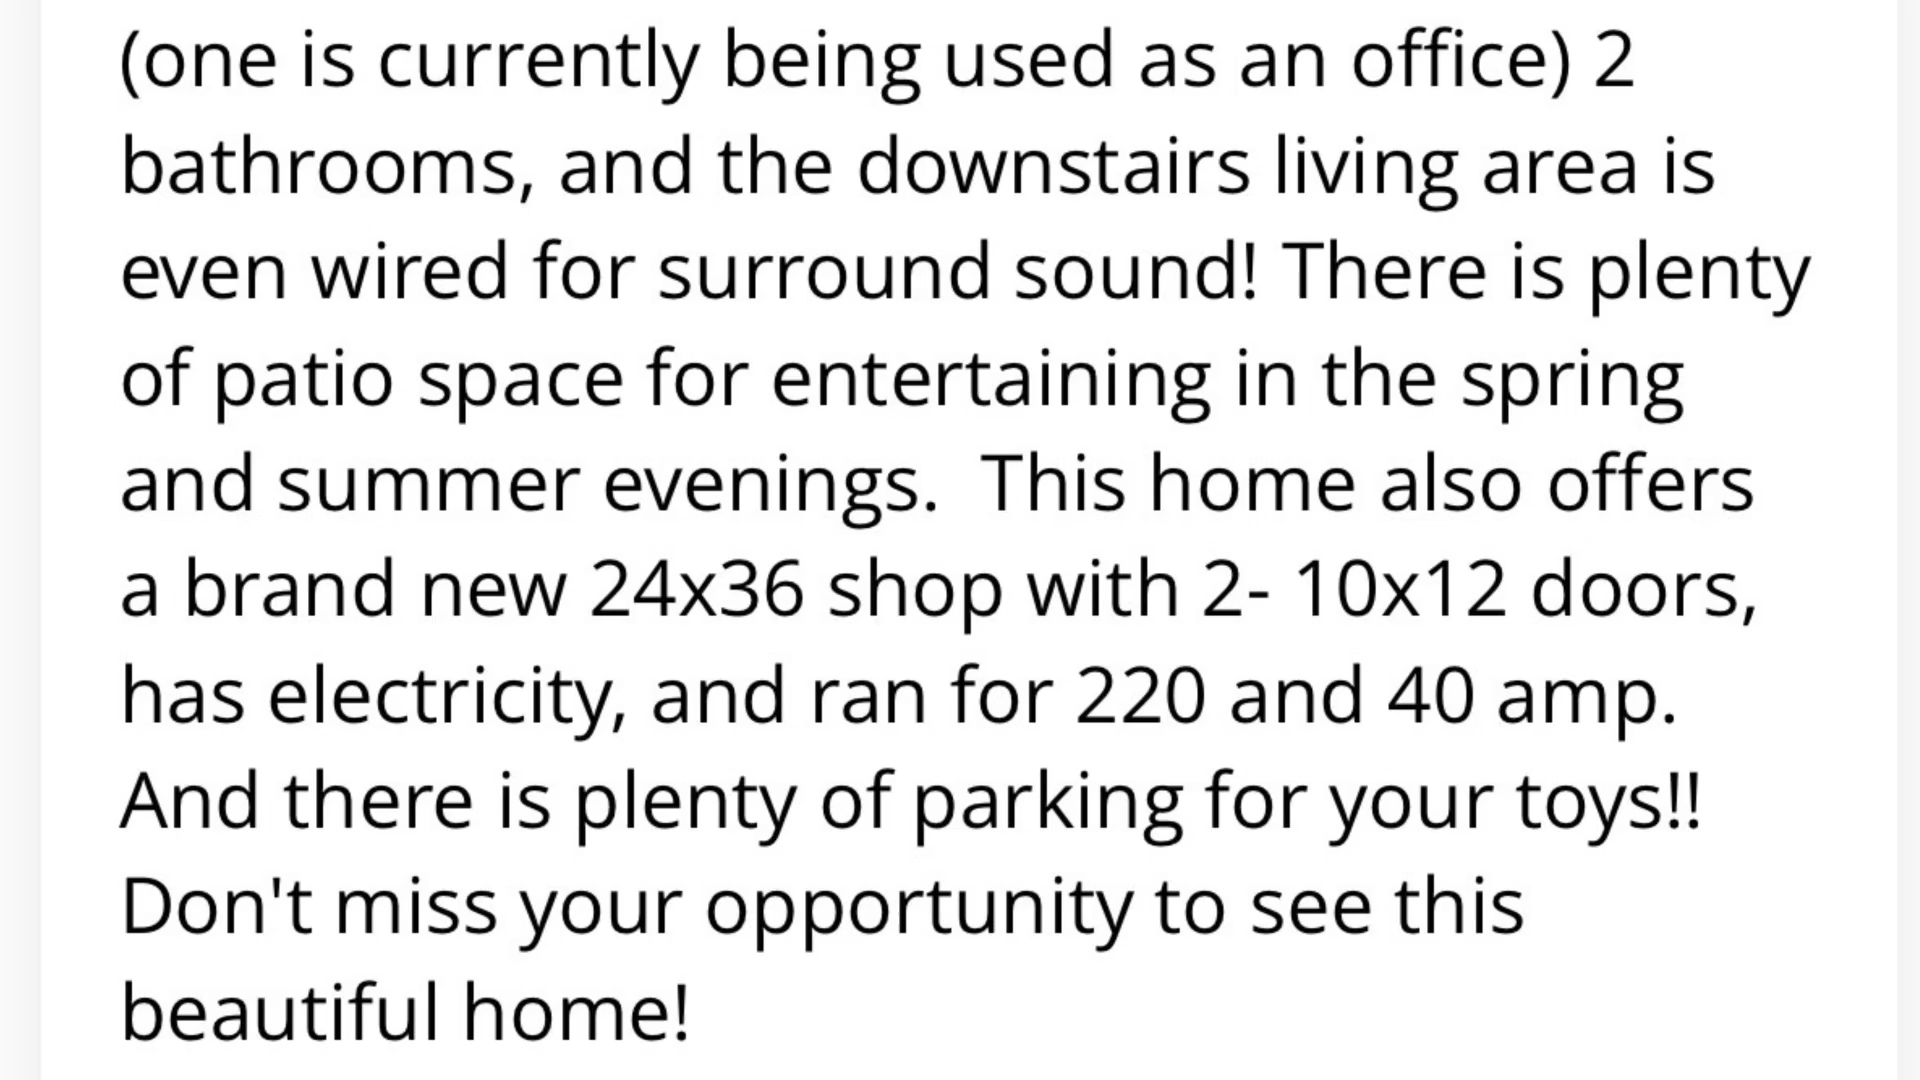 (one is currently being used as an office) 2
bathrooms, and the downstairs living area is
even wired for surround sound! There is plenty
of patio space for entertaining in the spring
and summer evenings.  This home also offers
a brand new 24x36 shop with 2- 10x12 doors,
has electricity, and ran for 220 and 40 amp.
And there is plenty of parking for your toys!!
Don't miss your opportunity to see this
beautiful home!